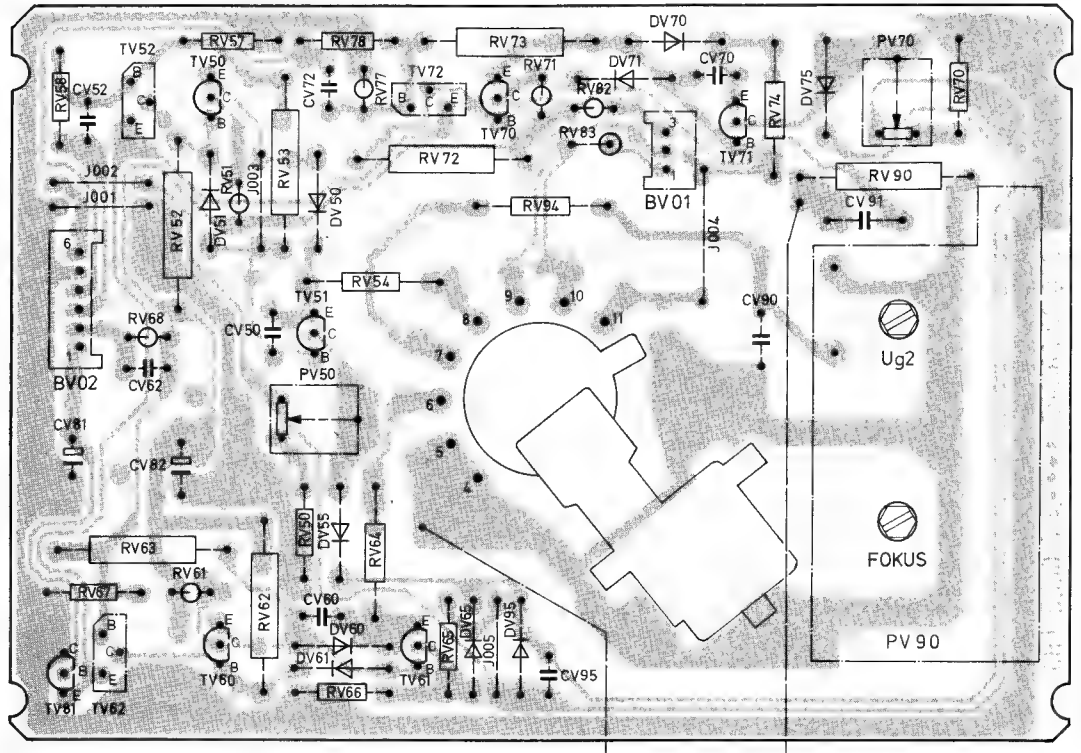 TV52
RV57
RV78
RV73
DV70
PV70
TV50
TV72
RV71
DV71
CV70
RV58
CV52
B
E
E
C
B
CV72
RV77
B
C
E
E
C
B
TV70
RV82
RV83
3
BV01
E
C
B
TV71
RV74
DV75
RV70
J002
J001
RV52
DV51
RV51
J003
RV53
DV50
RV72
RV94
J004
RV90
CV91
6
1
BV02
RV54
TV51
E
C
B
CV50
RV68
CV62
PV50
9
10
8
11
7
6
5
4
CV90
Ug2
CV81
CV82
RV50
DV55
RV64
FOKUS
RV63
RV61
RV62
RV67
CV60
DV60
DV61
RV66
B
C
E
TV62
C
B
E
TV81
E
C
B
TV60
E
C
B
TV61
RV65
DV65
J005
DV95
CV95
PV90